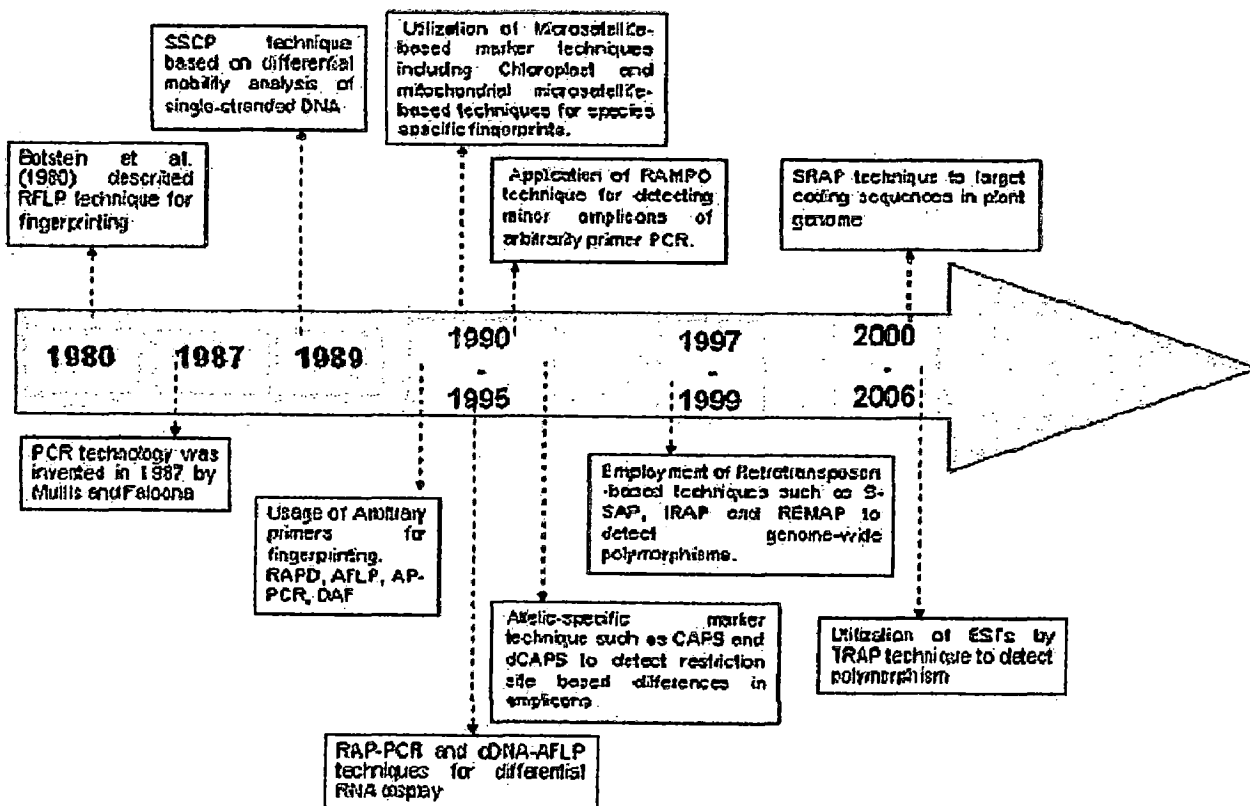 SSCP technique
based on differential
mobility analysis of
single-stranded DNA
Utilization of Microsatellite-
based marker techniques
including Chloroplast and
mitochondrial microsatellite-
based techniques for species
specific fingerprints.
Botstein et al.
(1980) described
RFLP technique for
fingerprinting
Application of RAMPO
technique for detecting
minor amplicons of
arbitrarily primer PCR.
SRAP technique to target
coding sequences in plant
genome
1980
1987
1989
1990
-
1995
1997
-
1999
2000
-
2006
PCR technology was
invented in 1987 by
Mullis and Faloona
Usage of Arbitrary
primers for
fingerprinting.
RAPD, AFLP, AP-
PCR, DAF
Employment of Retrotransposon
-based techniques such as S-
SAP, IRAP and REMAP to
detect genome-wide
polymorphisms.
Allelic-specific marker
technique such as CAPS and
dCAPS to detect restriction
site based differences in
amplicons
Utilization of ESTs by
TRAP technique to detect
polymorphism
RAP-PCR and cDNA-AFLP
techniques for differential
RNA display